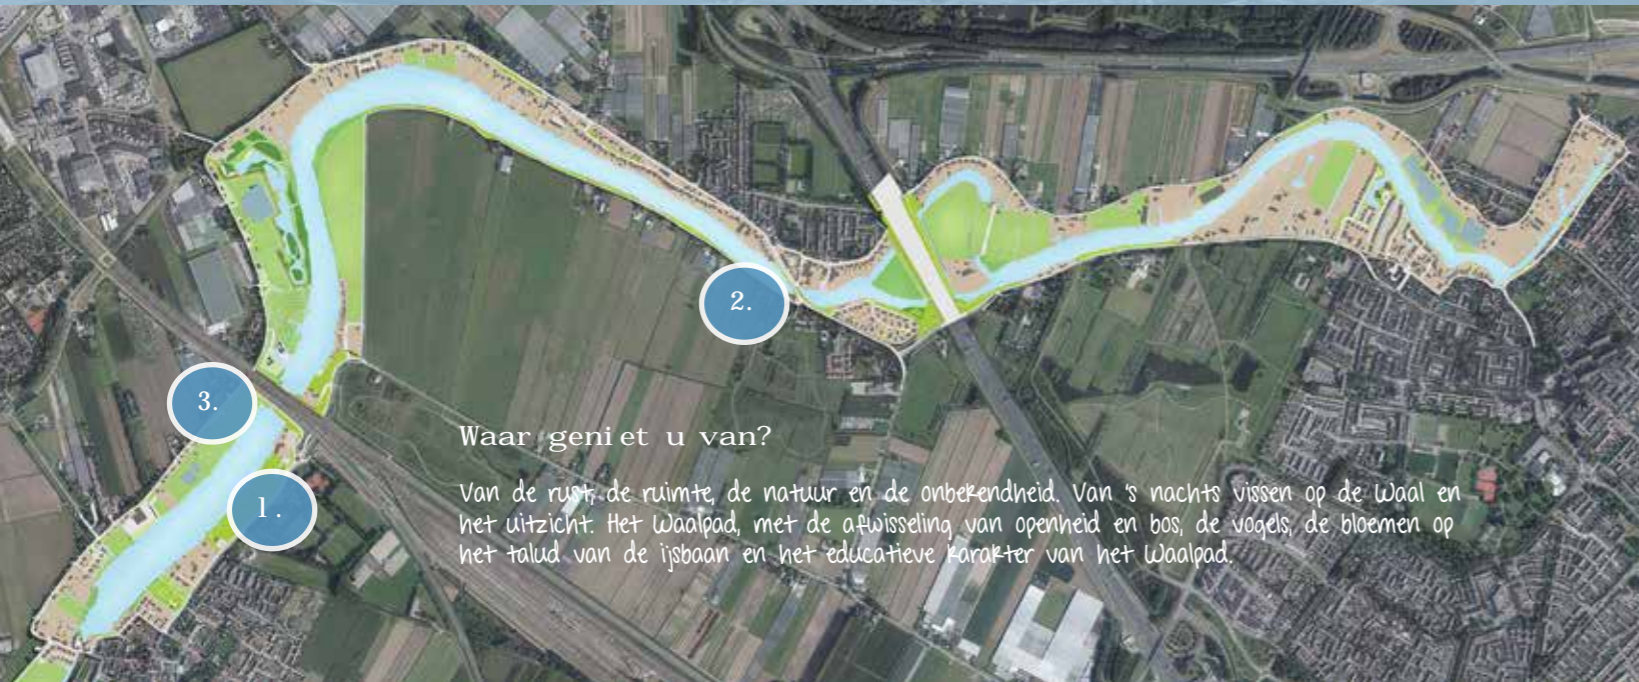 2.
3.
1.
Waar geniet u van?
Van de rust, de ruimte, de natuur en de onbekendheid. Van 's nachts vissen op de Waal en
het uitzicht. Het Waalpad, met de afwisseling van openheid en bos, de vogels, de bloemen op
het talud van de ijsbaan en het educatieve karakter van het Waalpad.